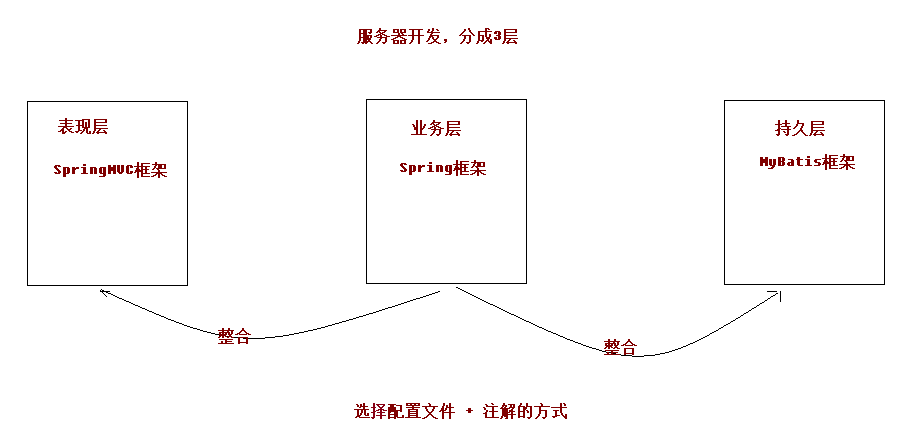 服务器开发，分成3层
表现层
SpringMVC框架
业务层
Spring框架
持久层
MyBatis框架
整合
整合
选择配置文件 + 注解的方式